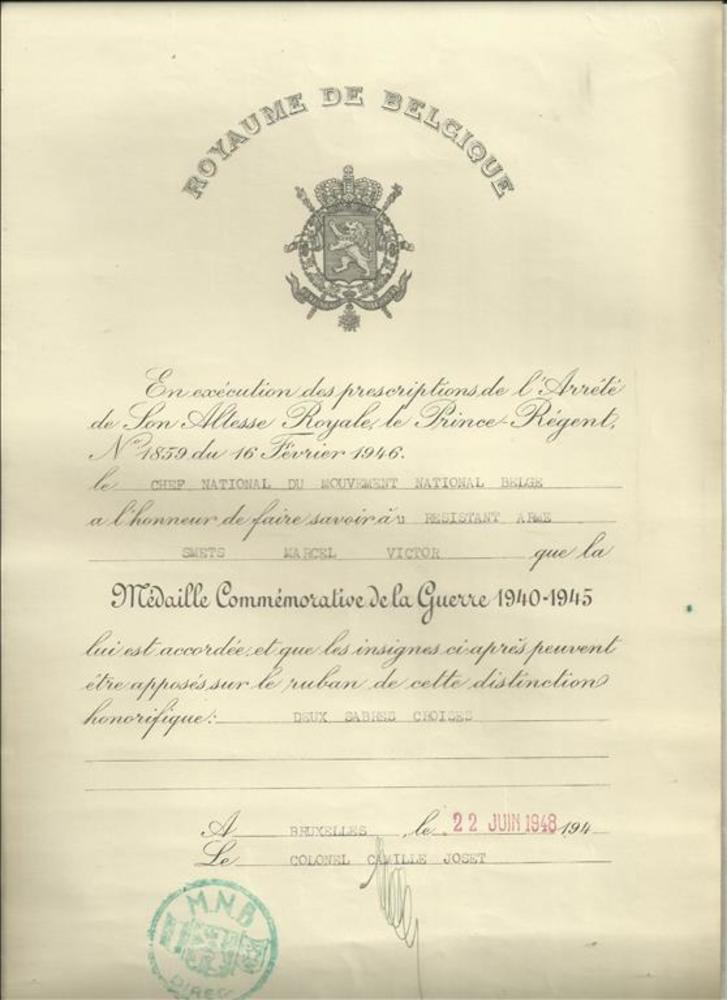 ROYAUME DE BELGIQUE
En exécution des prescriptions de l'Arrêté
de Son Altesse Royale, le Prince-Régent,
N° 1859 du 16 Février 1946.
le CHEF NATIONAL DU MOUVEMENT NATIONAL BELGE
a l'honneur de faire savoir à u RESISTANT ARME
SMETS MARCEL VICTOR que la
Médaille Commémorative de la Guerre 1940-1945
lui est accordée, et que les insignes ci-après peuvent
être apposés sur le ruban de cette distinction
honorifique: DEUX SABRES CROISES
A BRUXELLES, le 22 JUIN 1948 194
Le COLONEL CAMILLE JOSET
M.N.B